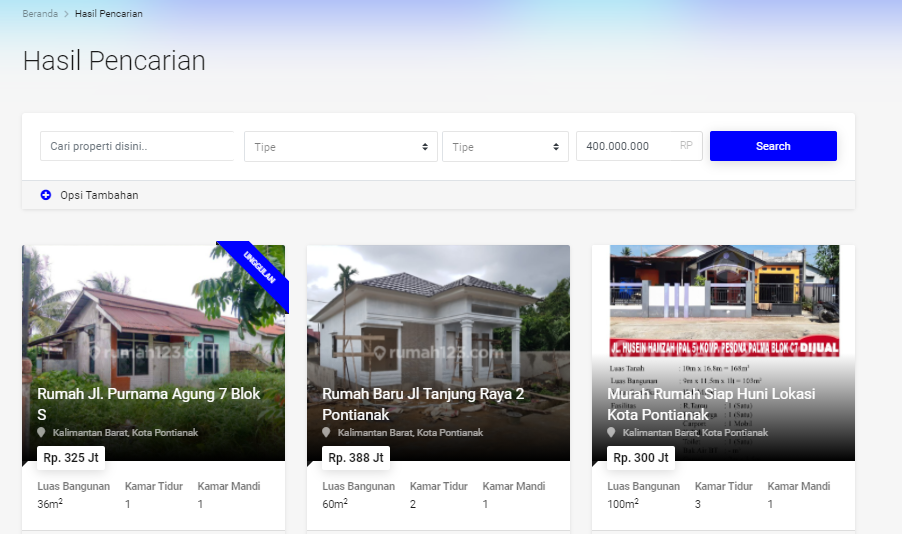 Beranda > Hasil Pencarian
Hasil Pencarian
Cari properti disini..
Tipe
Tipe
400.000.000 RP
Search
Opsi Tambahan
UNGGULAN
rumah123.com
Rumah Jl. Purnama Agung 7 Blok
S
Kalimantan Barat, Kota Pontianak
Rp. 325 Jt
Luas Bangunan Kamar Tidur Kamar Mandi
36m² 1 1
rumah123.com
Rumah Baru Jl Tanjung Raya 2
Pontianak
Kalimantan Barat, Kota Pontianak
Rp. 388 Jt
Luas Bangunan Kamar Tidur Kamar Mandi
60m² 2 1
JL. HUSEIN HAMZAH (PAL 5) KOMP. PESONA PALMA BLOK C7 DIJUAL
Luas Tanah : 10m x 16.8m = 168m²
Luas Bangunan : 9m x 11.5m
Murah Rumah Siap Huni Lokasi
Kota Pontianak
Kalimantan Barat, Kota Pontianak
Rp. 300 Jt
Luas Bangunan Kamar Tidur Kamar Mandi
100m² 3 1